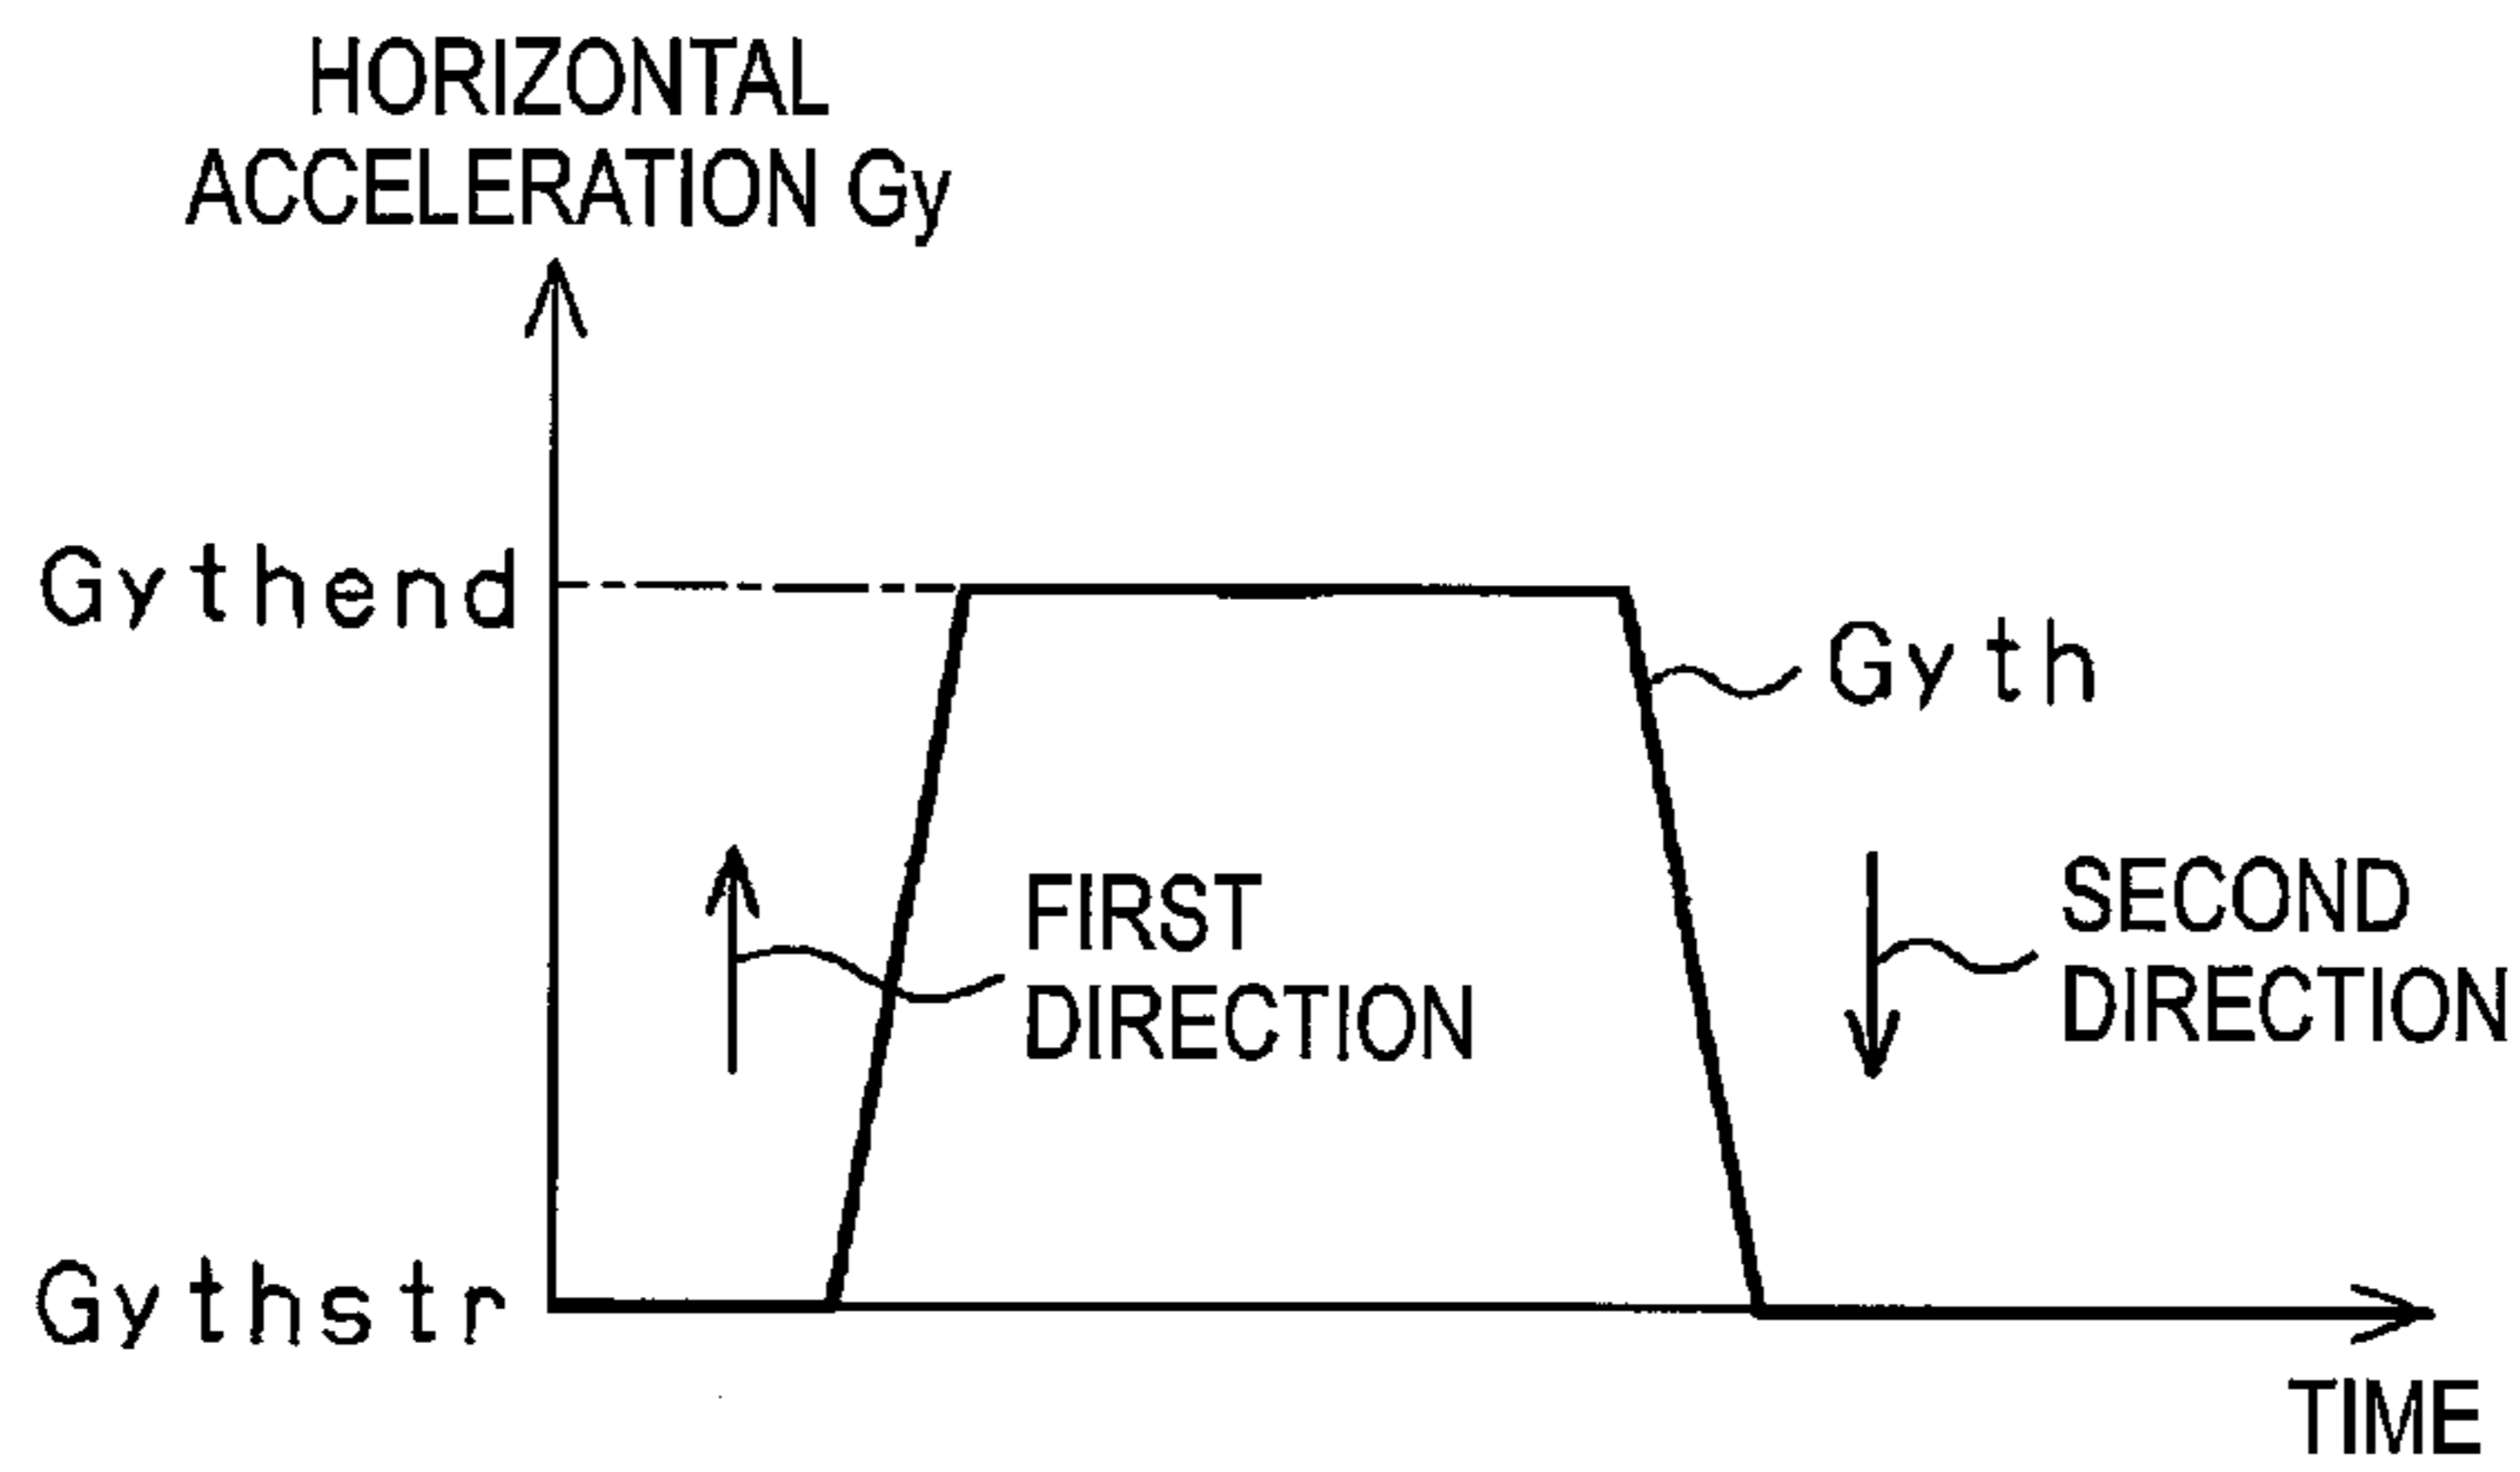 HORIZONTAL
ACCELERATION Gy
Gythend
Gyth
FIRST
DIRECTION
SECOND
DIRECTION
Gythstr
TIME